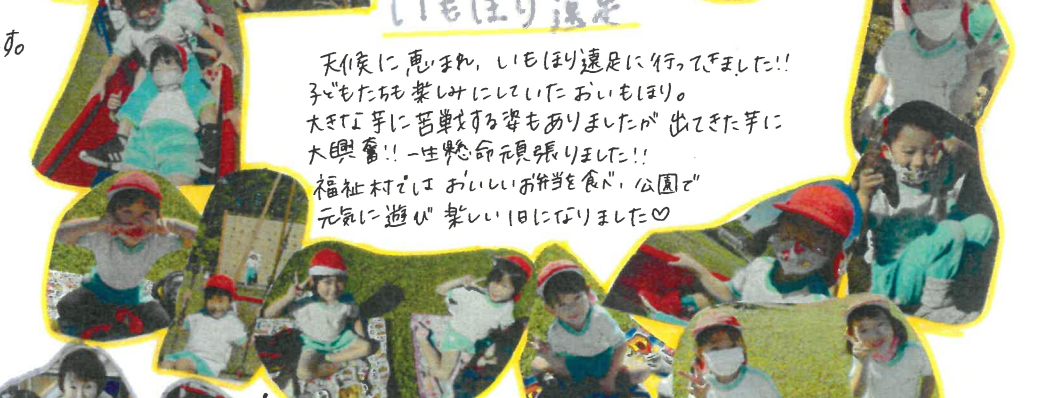 す。
いもほり遠足
天候に恵まれ、いもほり遠足に行ってきました!!
子どもたちも楽しみにしていたおいもほり。
大きな芋に苦戦する姿もありましたが 出てきた芋に
大興奮!! 一生懸命頑張りました!!
福祉村では おいしいお弁当を食べ、公園で
元気に遊び 楽しい1日になりました♡